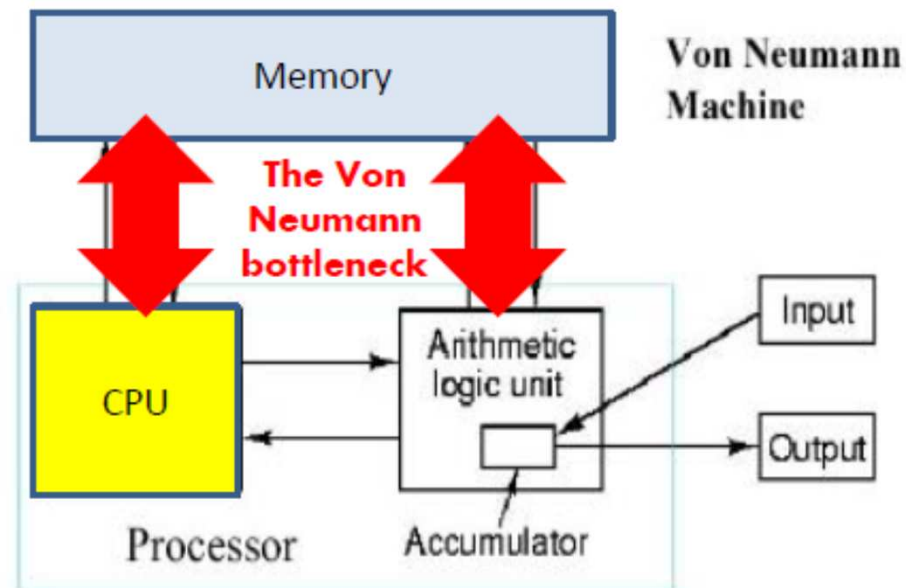 Memory
Von Neumann
Machine
The Von
Neumann
bottleneck
CPU
Arithmetic
logic unit
Input
Output
Processor
Accumulator